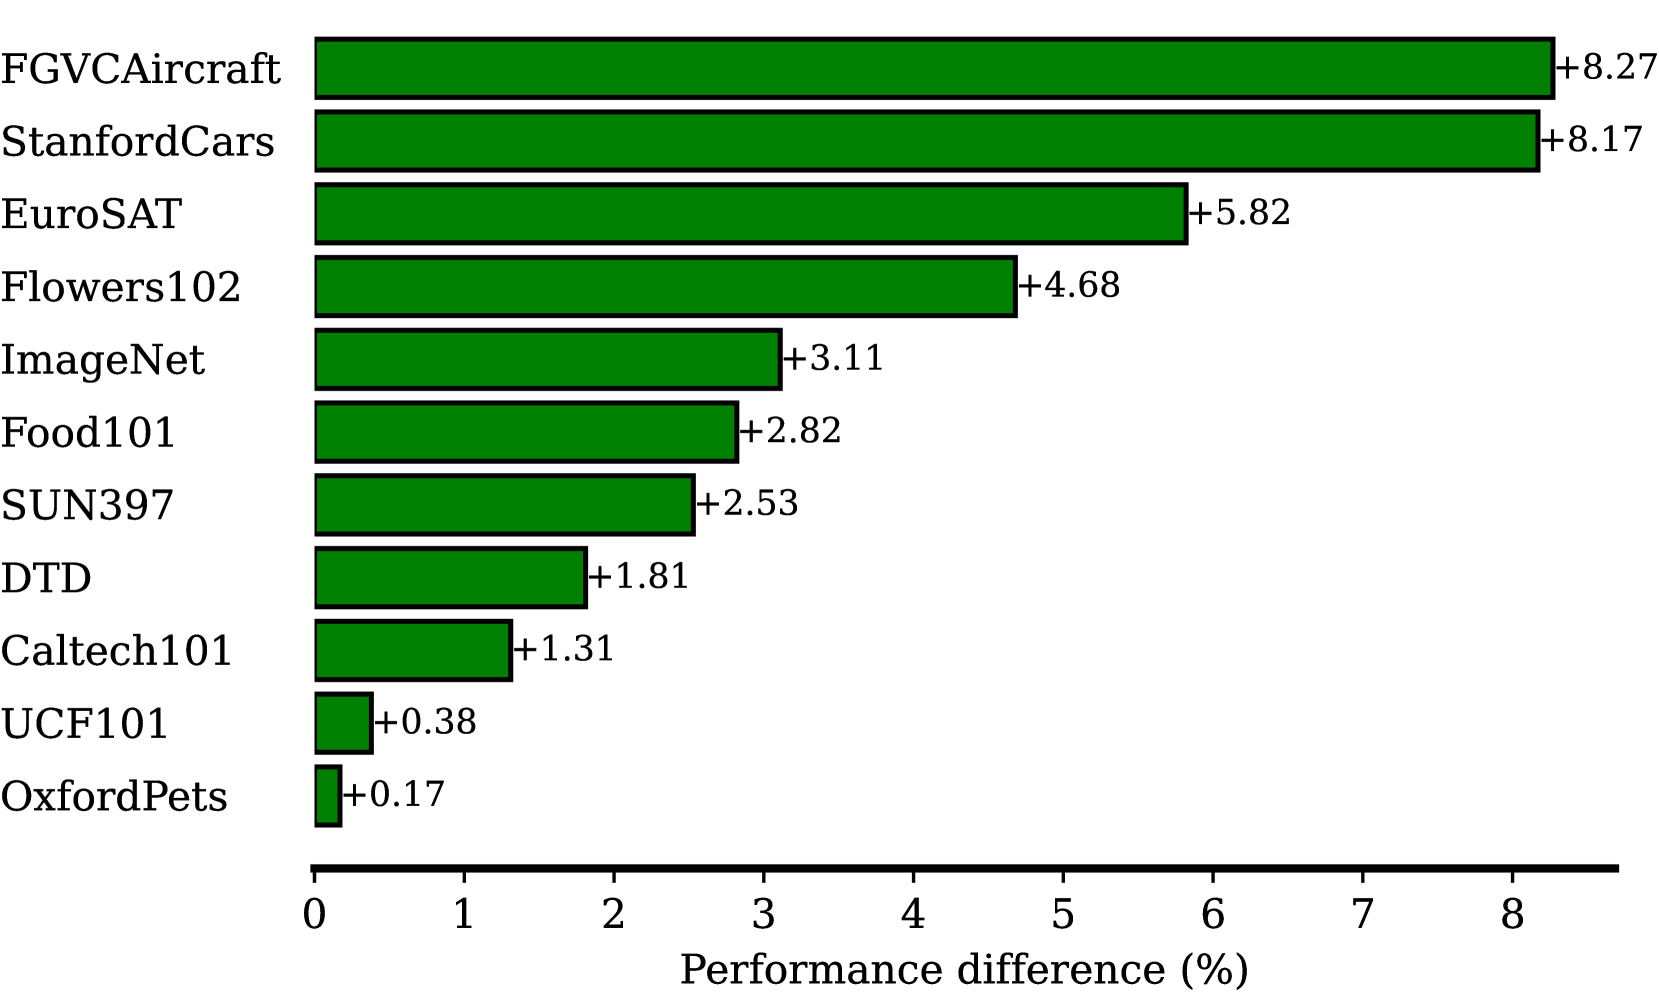 FGVCAircraft +8.27
StanfordCars +8.17
EuroSAT +5.82
Flowers102 +4.68
ImageNet +3.11
Food101 +2.82
SUN397 +2.53
DTD +1.81
Caltech101 +1.31
UCF101 +0.38
OxfordPets +0.17
0 1 2 3 4 5 6 7 8
Performance difference (%)